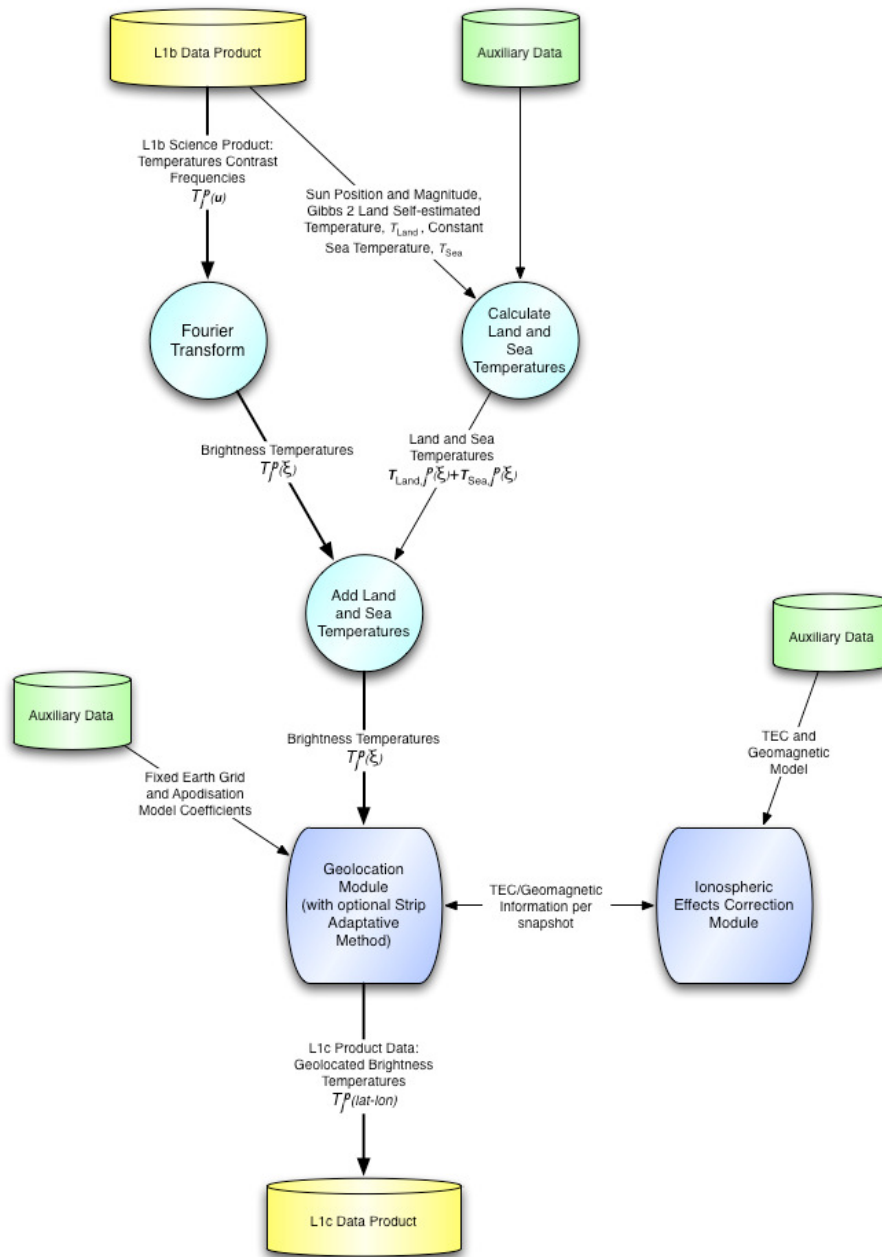 L1b Data Product
Auxiliary Data
L1b Science Product:
Temperatures Contrast
Frequencies
T_j^p(u)
Sun Position and Magnitude,
Gibbs 2 Land Self-estimated
Temperature, T_Land , Constant
Sea Temperature, T_Sea
Fourier
Transform
Calculate
Land and
Sea
Temperatures
Brightness Temperatures
T_j^p(ξ)
Land and Sea
Temperatures
T_Land,j^p(ξ)+T_Sea,j^p(ξ)
Add Land
and Sea
Temperatures
Auxiliary Data
Auxiliary Data
Brightness Temperatures
T_j^p(ξ)
TEC and
Geomagnetic
Model
Fixed Earth Grid
and Apodisation
Model Coefficients
Geolocation
Module
(with optional Strip
Adaptative
Method)
TEC/Geomagnetic
Information per
snapshot
Ionospheric
Effects Correction
Module
L1c Product Data:
Geolocated Brightness
Temperatures
T_j^p(lat-lon)
L1c Data Product